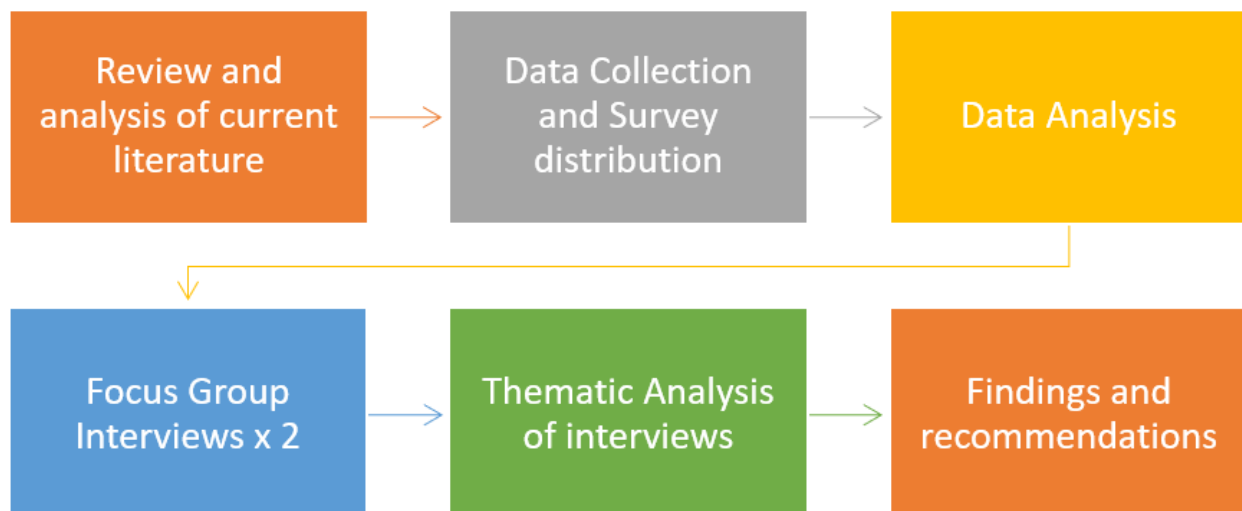 Review and
analysis of current
literature
Data Collection
and Survey
distribution
Data Analysis
Focus Group
Interviews x 2
Thematic Analysis
of interviews
Findings and
recommendations